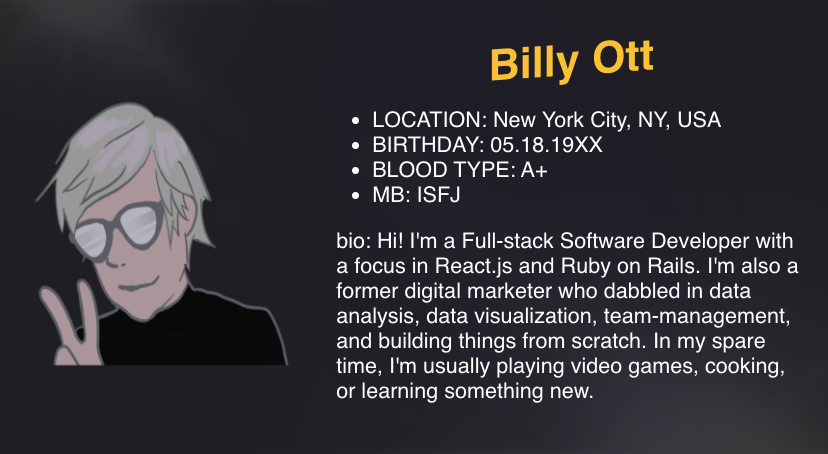 Billy Ott
• LOCATION: New York City, NY, USA
• BIRTHDAY: 05.18.19XX
• BLOOD TYPE: A+
• MB: ISFJ
bio: Hi! I'm a Full-stack Software Developer with
a focus in React.js and Ruby on Rails. I'm also a
former digital marketer who dabbled in data
analysis, data visualization, team-management,
and building things from scratch. In my spare
time, I'm usually playing video games, cooking,
or learning something new.